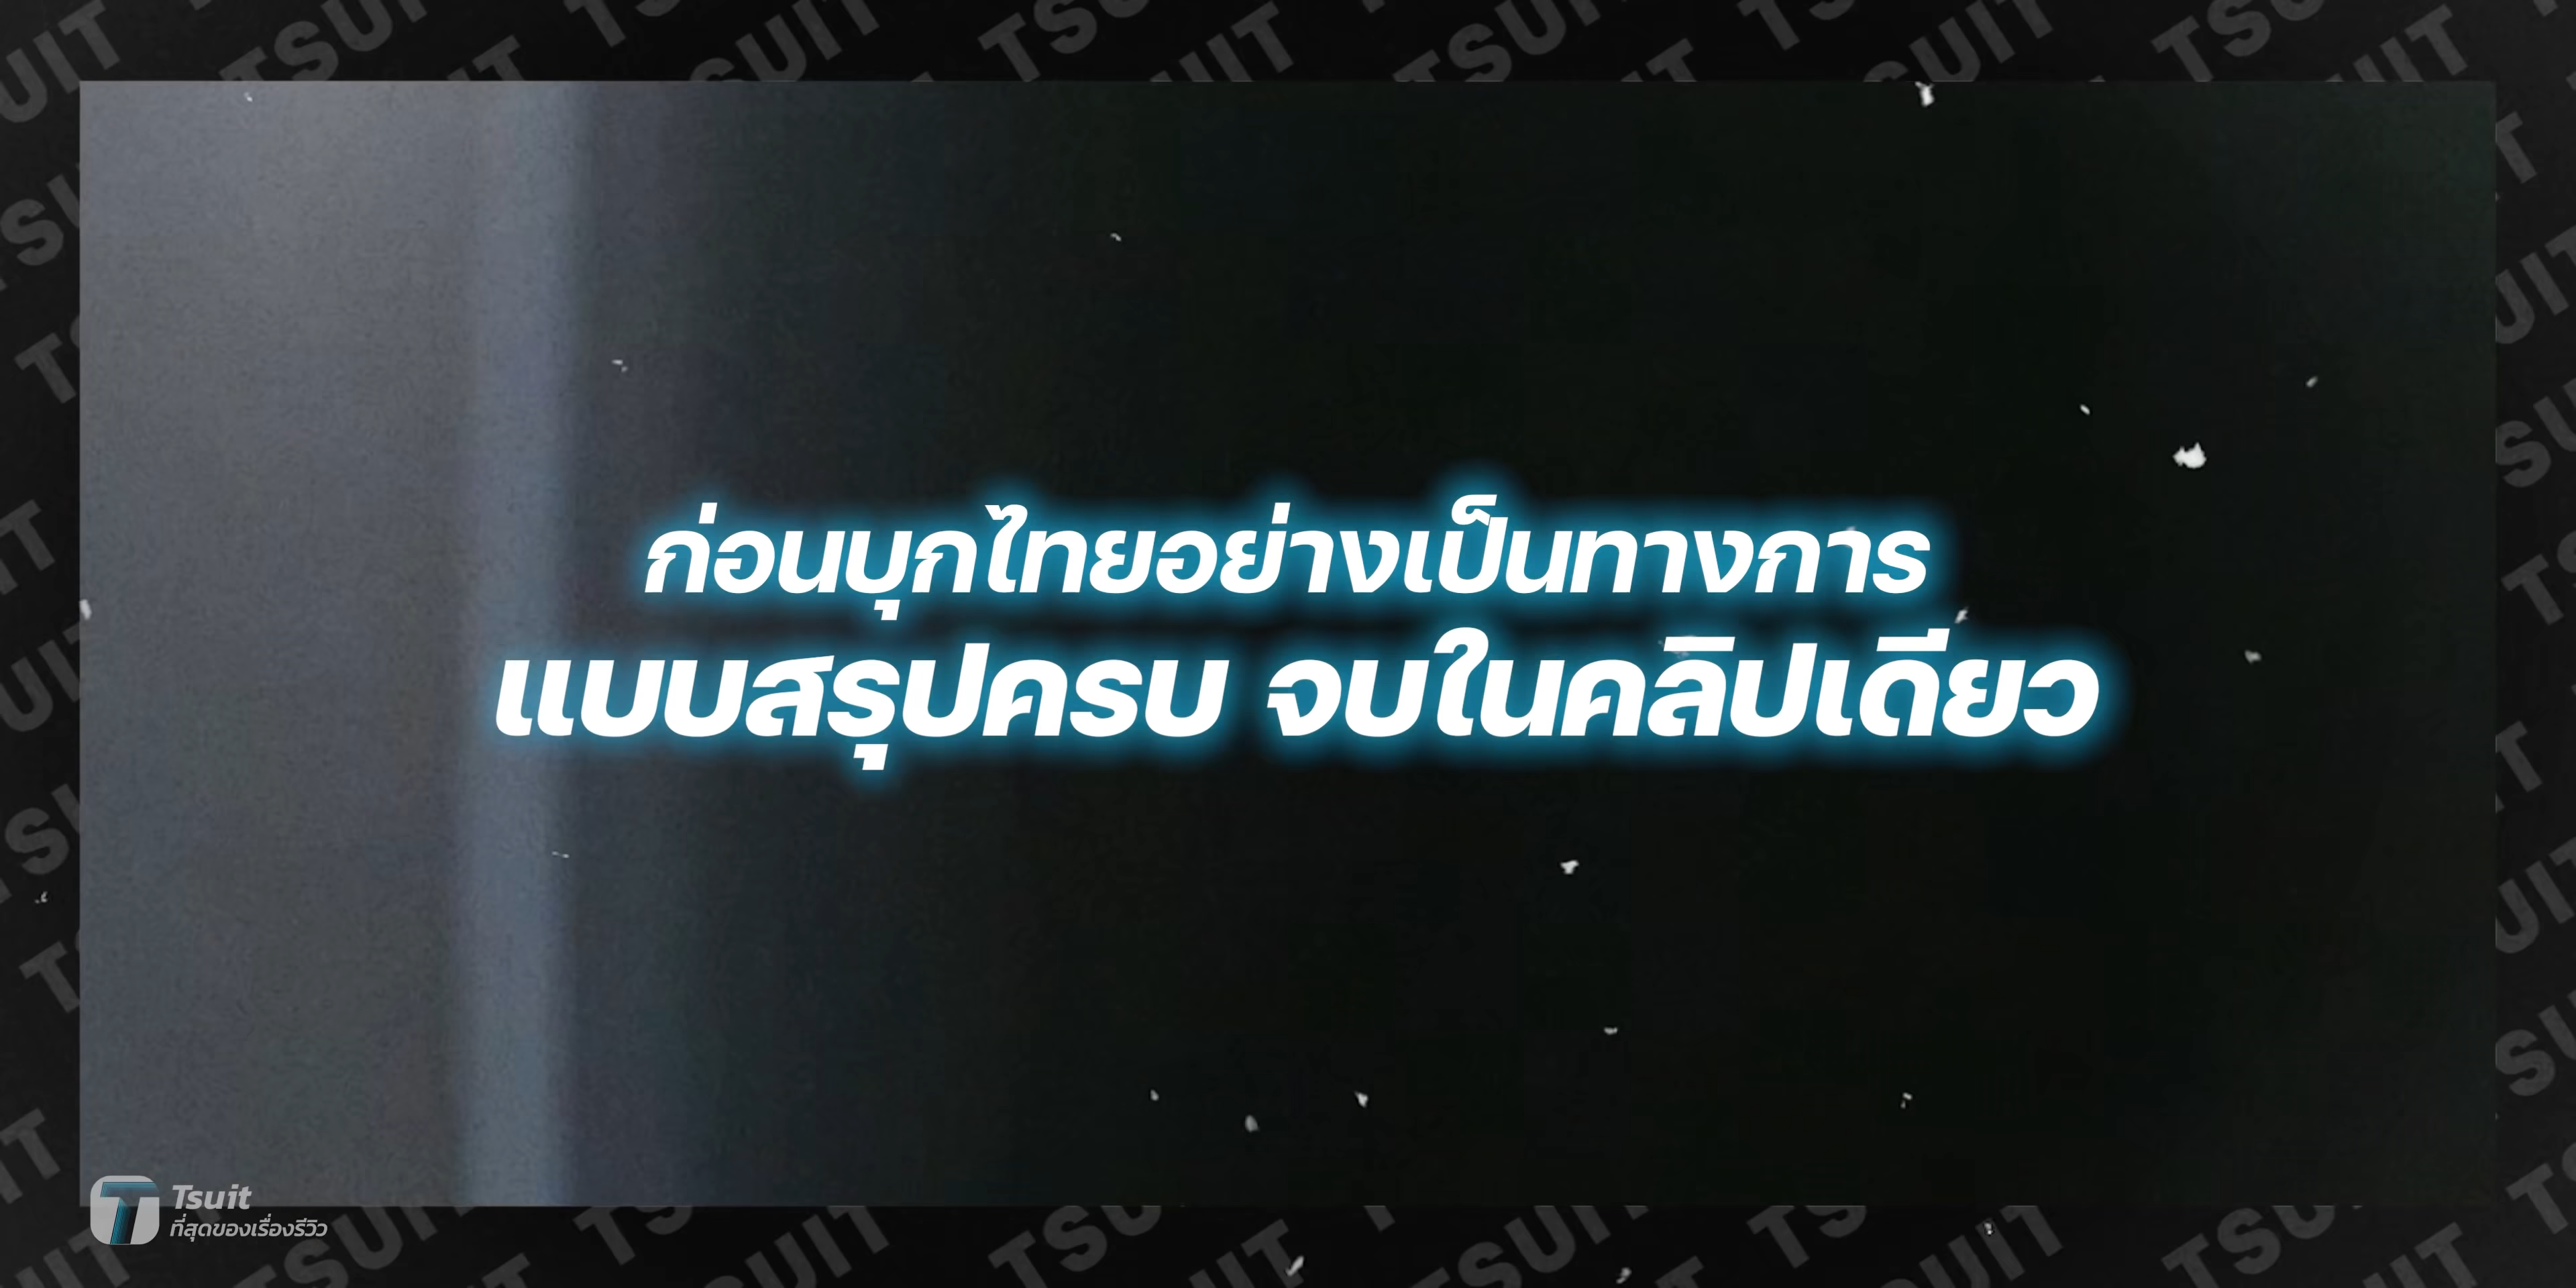 ก่อนบุกไทยอย่างเป็นทางการ
แบบสรุปครบ จบในคลิปเดียว
Tsuit
ที่สุดของเรื่องรีวิว